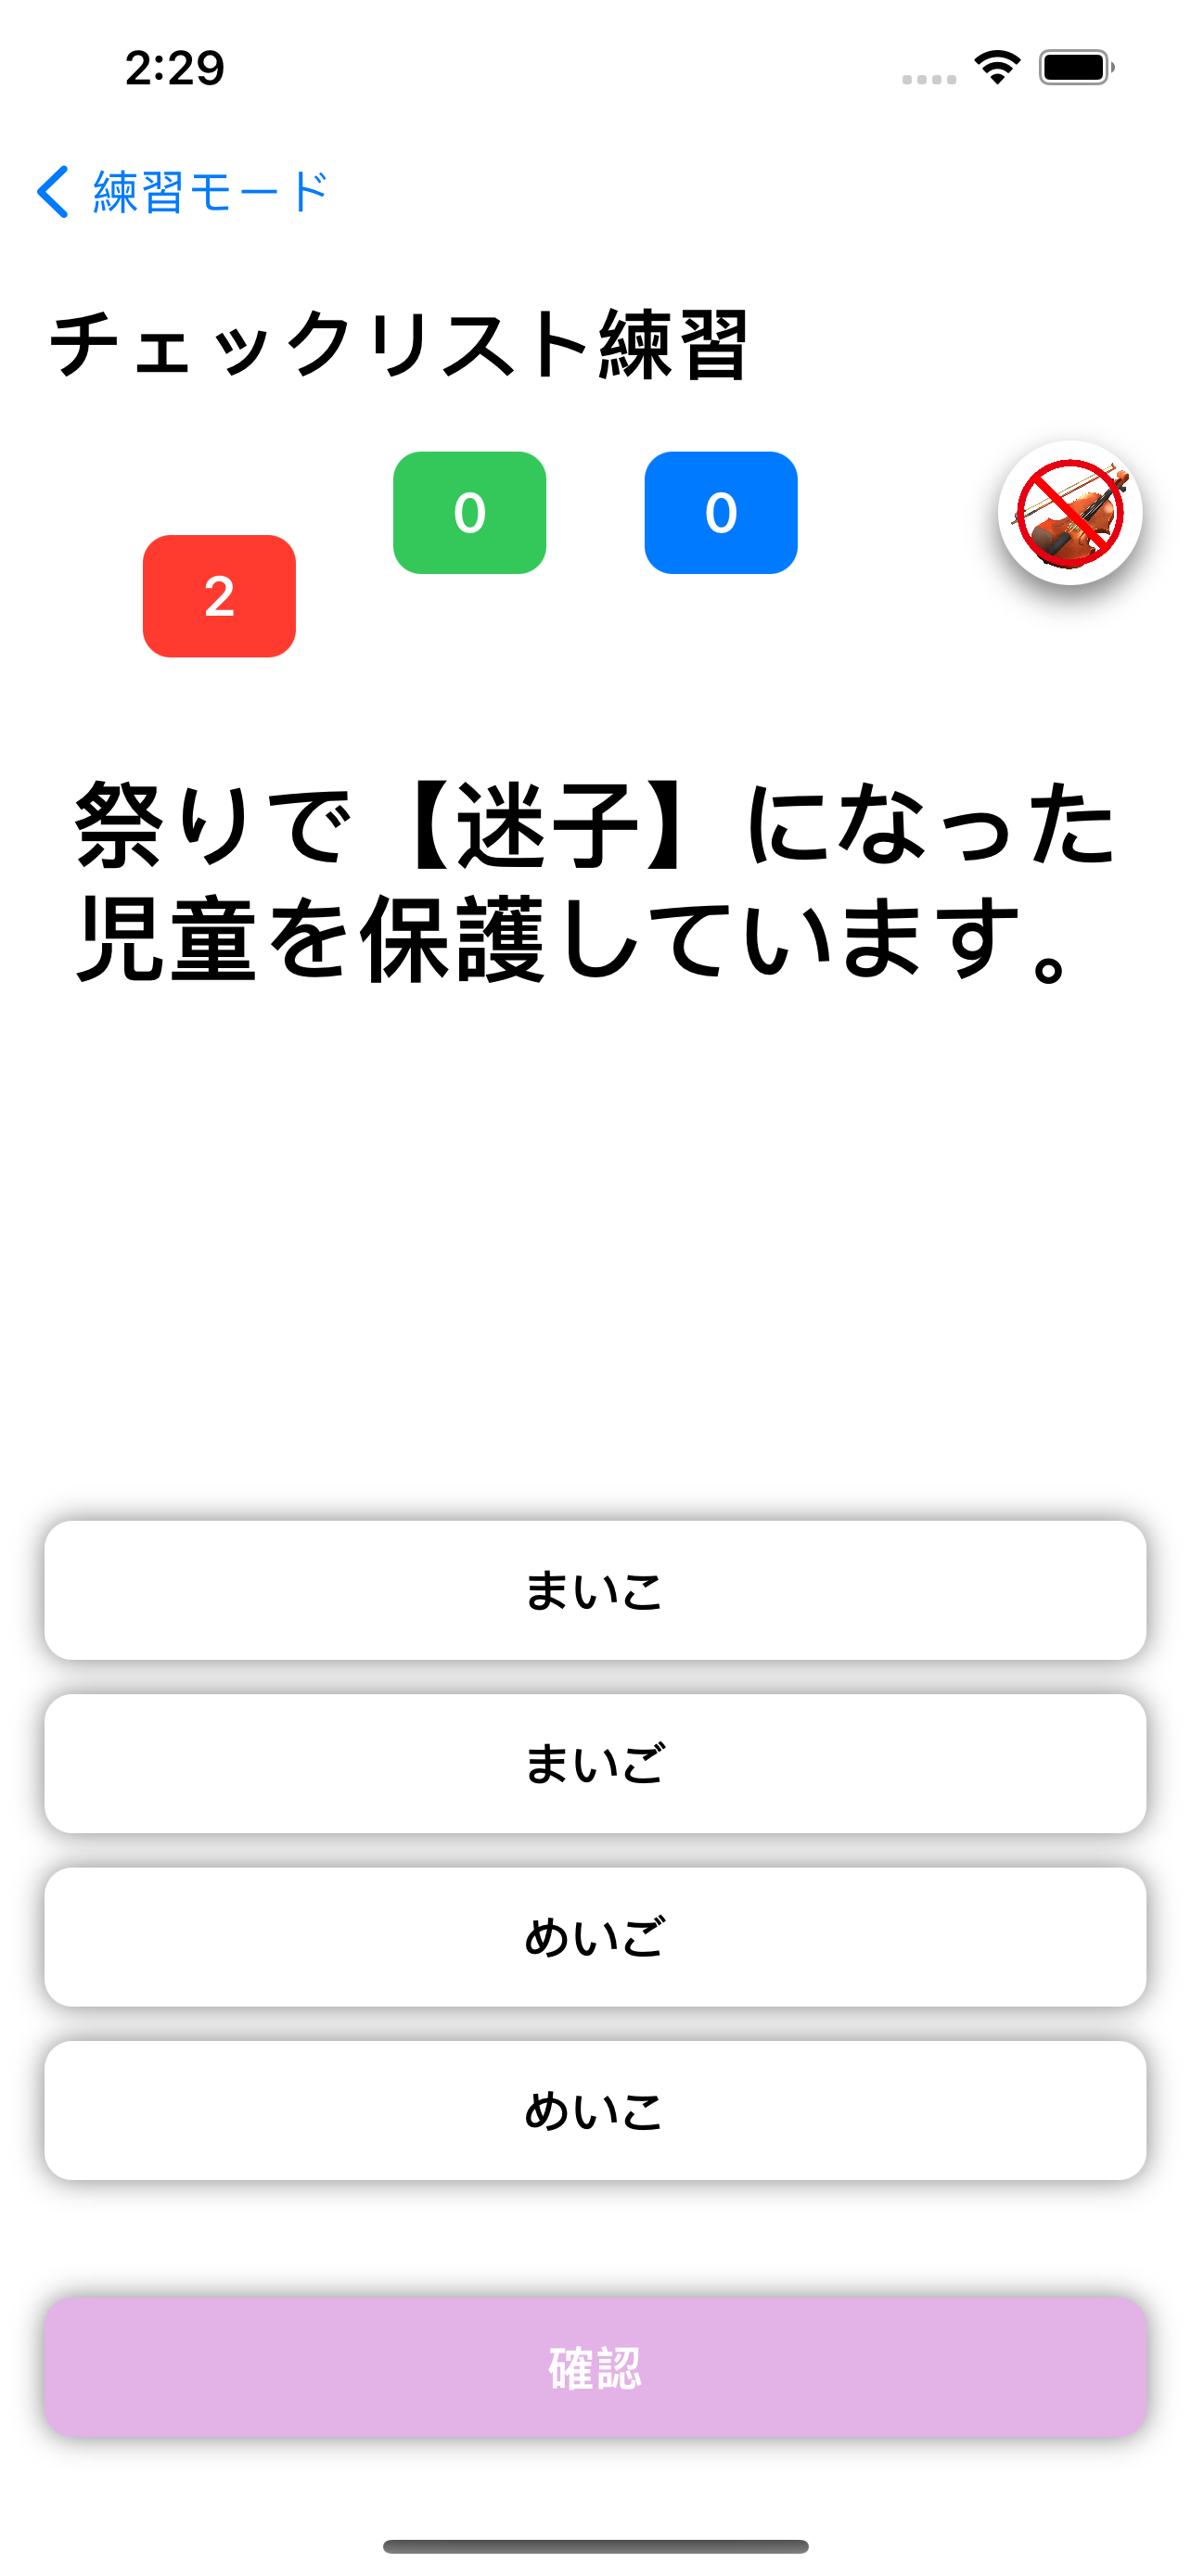 2:29
練習モード
チェックリスト練習
0
0
2
祭りで【迷子】になった
児童を保護しています。
まいこ
まいご
めいご
めいこ
確認